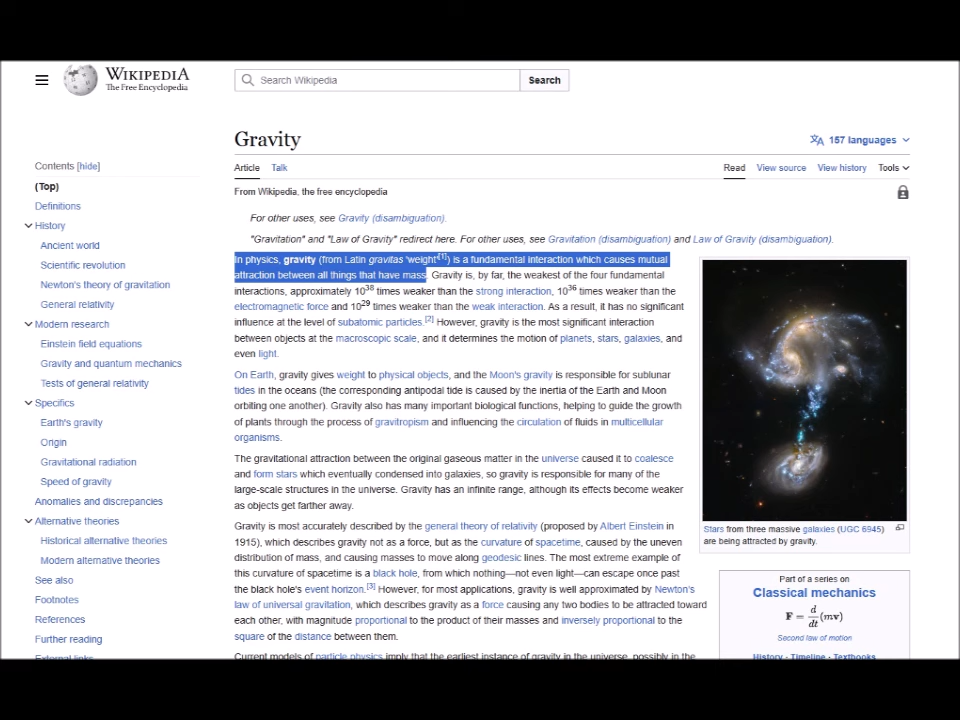 WIKIPEDIA
The Free Encyclopedia
Search Wikipedia
Search
Contents [hide]
(Top)
Definitions
History
Ancient world
Scientific revolution
Newton's theory of gravitation
General relativity
Modern research
Einstein field equations
Gravity and quantum mechanics
Tests of general relativity
Specifics
Earth's gravity
Origin
Gravitational radiation
Speed of gravity
Anomalies and discrepancies
Alternative theories
Historical alternative theories
Modern alternative theories
See also
Footnotes
References
Further reading
External links
Gravity
157 languages
Article Talk
Read View source View history Tools
From Wikipedia, the free encyclopedia
For other uses, see Gravity (disambiguation).
"Gravitation" and "Law of Gravity" redirect here. For other uses, see Gravitation (disambiguation) and Law of Gravity (disambiguation).
In physics, gravity (from Latin gravitas 'weight'[1]) is a fundamental interaction which causes mutual
attraction between all things that have mass. Gravity is, by far, the weakest of the four fundamental
interactions, approximately 10^38 times weaker than the strong interaction, 10^36 times weaker than the
electromagnetic force and 10^29 times weaker than the weak interaction. As a result, it has no significant
influence at the level of subatomic particles.[2] However, gravity is the most significant interaction
between objects at the macroscopic scale, and it determines the motion of planets, stars, galaxies, and
even light.
On Earth, gravity gives weight to physical objects, and the Moon's gravity is responsible for sublunar
tides in the oceans (the corresponding antipodal tide is caused by the inertia of the Earth and Moon
orbiting one another). Gravity also has many important biological functions, helping to guide the growth
of plants through the process of gravitropism and influencing the circulation of fluids in multicellular
organisms.
The gravitational attraction between the original gaseous matter in the universe caused it to coalesce
and form stars which eventually condensed into galaxies, so gravity is responsible for many of the
large-scale structures in the universe. Gravity has an infinite range, although its effects become weaker
as objects get farther away.
Gravity is most accurately described by the general theory of relativity (proposed by Albert Einstein in
1915), which describes gravity not as a force, but as the curvature of spacetime, caused by the uneven
distribution of mass, and causing masses to move along geodesic lines. The most extreme example of
this curvature of spacetime is a black hole, from which nothing—not even light—can escape once past
the black hole's event horizon.[3] However, for most applications, gravity is well approximated by Newton's
law of universal gravitation, which describes gravity as a force causing any two bodies to be attracted toward
each other, with magnitude proportional to the product of their masses and inversely proportional to the
square of the distance between them.
Current models of particle physics imply that the earliest instance of gravity in the universe, possibly in the
Stars from three massive galaxies (UGC 6945)
are being attracted by gravity.
Part of a series on
Classical mechanics
F = d/dt (mv)
Second law of motion
History · Timeline · Textbooks